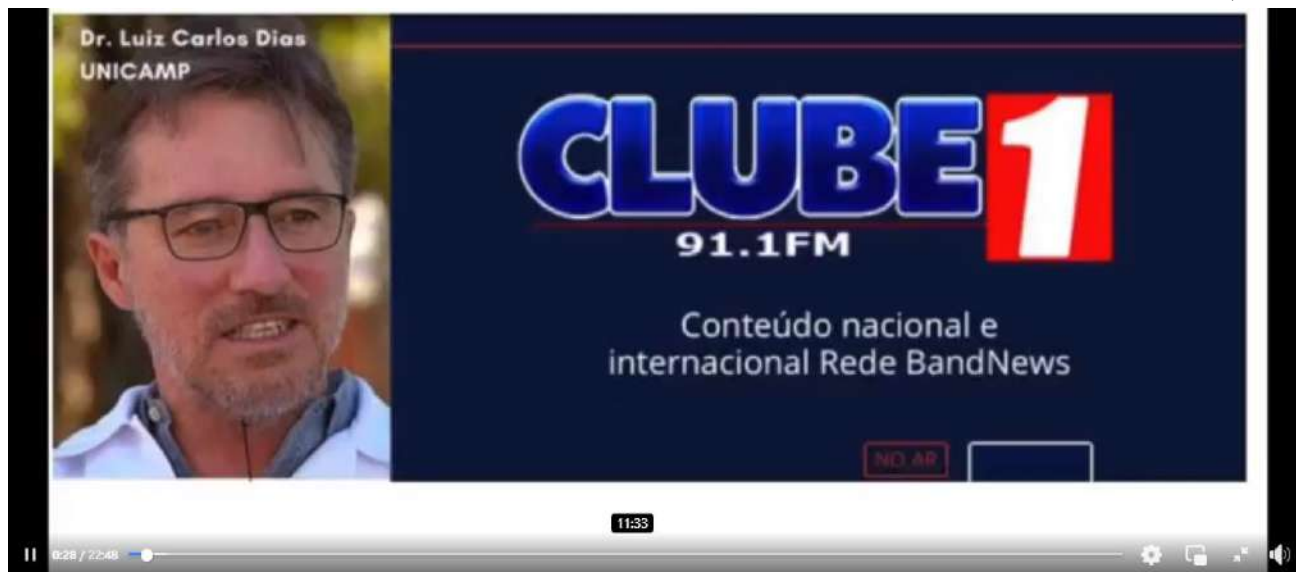 Dr. Luiz Carlos Dias
UNICAMP
CLUBE 1
91.1FM
Conteúdo nacional e
internacional Rede BandNews
NO AR
11:33
0:28 / 22:48